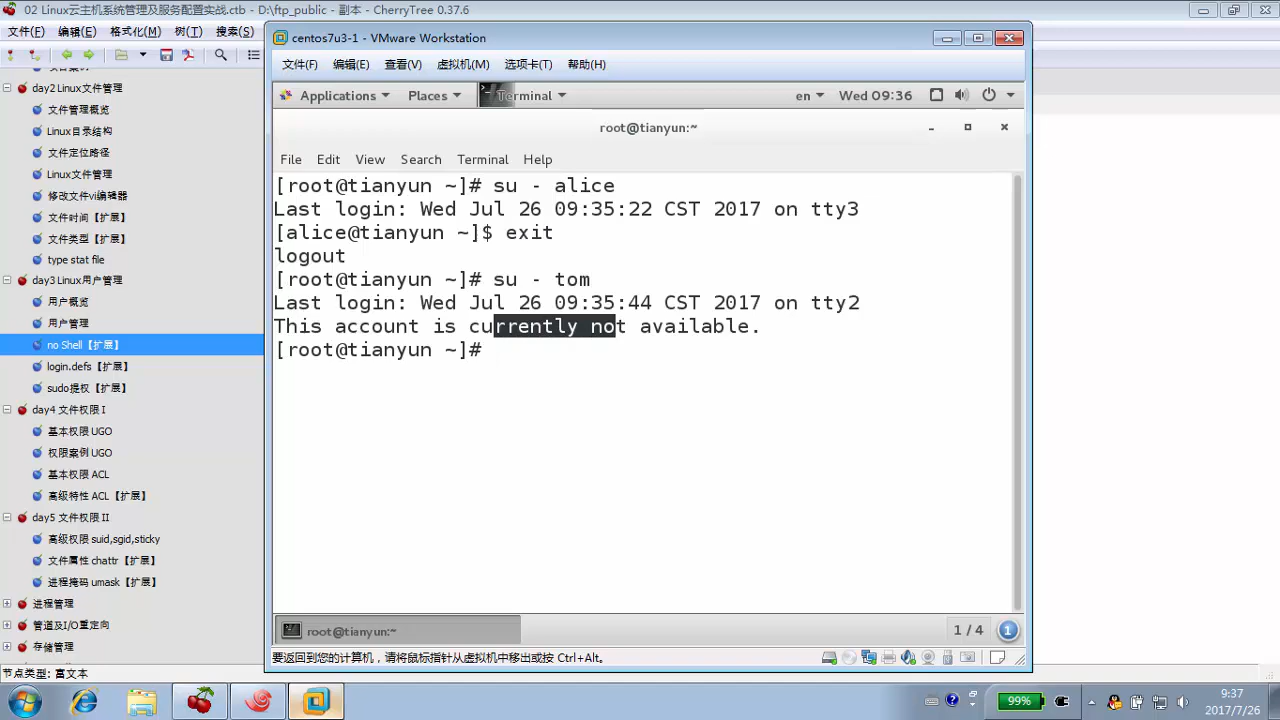 02 Linux云主机系统管理及服务配置实战.ctb - D:\ftp_public - 副本 - CherryTree 0.37.6
文件(F) 编辑(E) 格式化(M) 树(T) 搜索(S)
day2 Linux文件管理
文件管理概览
Linux目录结构
文件定位路径
Linux文件管理
修改文件vi编辑器
文件时间【扩展】
文件类型【扩展】
type stat file
day3 Linux用户管理
用户概览
用户管理
no Shell【扩展】
login.defs【扩展】
sudo提权【扩展】
day4 文件权限 I
基本权限 UGO
权限案例 UGO
基本权限 ACL
高级特性 ACL【扩展】
day5 文件权限 II
高级权限 suid,sgid,sticky
文件属性 chattr【扩展】
进程掩码 umask【扩展】
进程管理
管道及I/O重定向
存储管理
节点类型: 富文本
centos7u3-1 - VMware Workstation
文件(F) 编辑(E) 查看(V) 虚拟机(M) 选项卡(T) 帮助(H)
Applications Places Terminal en Wed 09:36
root@tianyun:~
File Edit View Search Terminal Help
[root@tianyun ~]# su - alice
Last login: Wed Jul 26 09:35:22 CST 2017 on tty3
[alice@tianyun ~]$ exit
logout
[root@tianyun ~]# su - tom
Last login: Wed Jul 26 09:35:44 CST 2017 on tty2
This account is currently not available.
[root@tianyun ~]#
root@tianyun:~ 1 / 4 1
要返回到您的计算机，请将鼠标指针从虚拟机中移出或按 Ctrl+Alt。
99%
9:37
2017/7/26